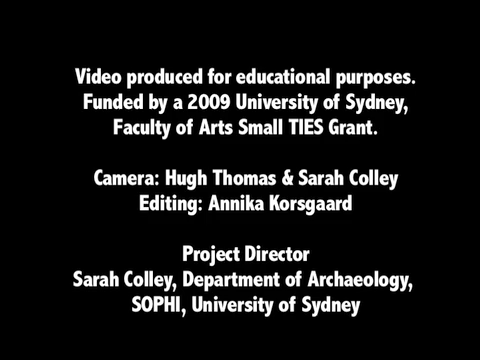 Video produced for educational purposes.
Funded by a 2009 University of Sydney,
Faculty of Arts Small TIES Grant.
Camera: Hugh Thomas & Sarah Colley
Editing: Annika Korsgaard
Project Director
Sarah Colley, Department of Archaeology,
SOPHI, University of Sydney